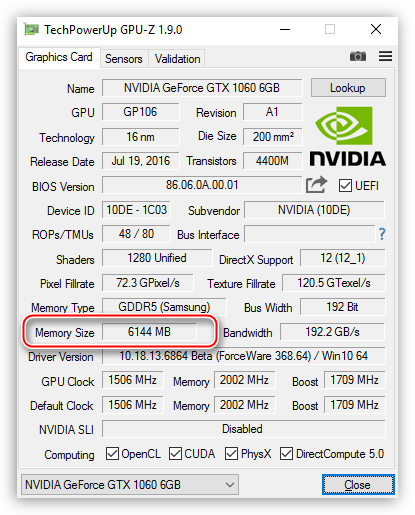 TechPowerUp GPU-Z 1.9.0
Graphics Card Sensors Validation
Name NVIDIA GeForce GTX 1060 6GB Lookup
GPU GP106 Revision A1
Technology 16 nm Die Size 200 mm²
Release Date Jul 19, 2016 Transistors 4400M
NVIDIA
BIOS Version 86.06.0A.00.01 UEFI
Device ID 10DE - 1C03 Subvendor NVIDIA (10DE)
ROPs/TMUs 48 / 80 Bus Interface ?
Shaders 1280 Unified DirectX Support 12 (12_1)
Pixel Fillrate 72.3 GPixel/s Texture Fillrate 120.5 GTexel/s
Memory Type GDDR5 (Samsung) Bus Width 192 Bit
Memory Size 6144 MB Bandwidth 192.2 GB/s
Driver Version 10.18.13.6864 Beta (ForceWare 368.64) / Win10 64
GPU Clock 1506 MHz Memory 2002 MHz Boost 1709 MHz
Default Clock 1506 MHz Memory 2002 MHz Boost 1709 MHz
NVIDIA SLI Disabled
Computing OpenCL CUDA PhysX DirectCompute 5.0
NVIDIA GeForce GTX 1060 6GB Close